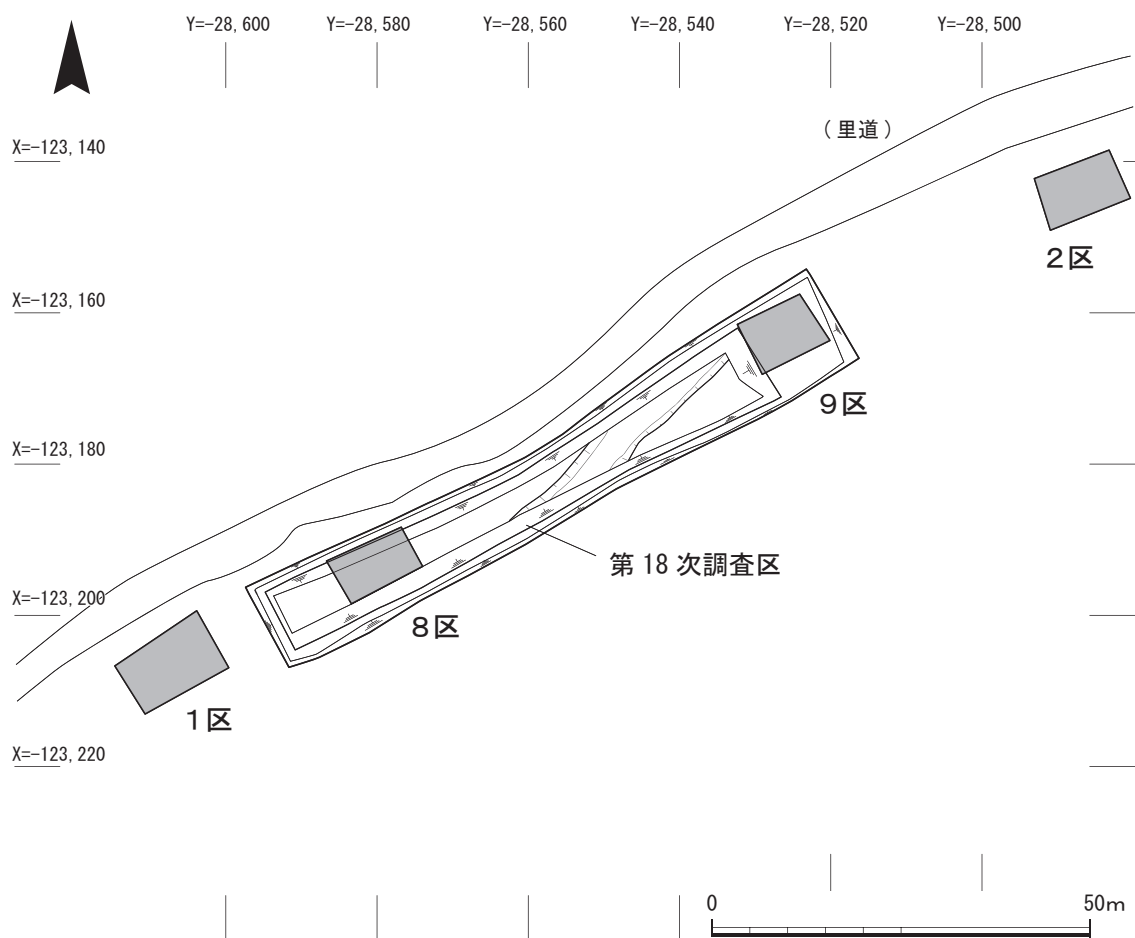 Y=-28,600
Y=-28,580
Y=-28,560
Y=-28,540
Y=-28,520
Y=-28,500
(里道)
X=-123,140
2区
X=-123,160
9区
X=-123,180
第18次調査区
X=-123,200
8区
1区
X=-123,220
0
50m